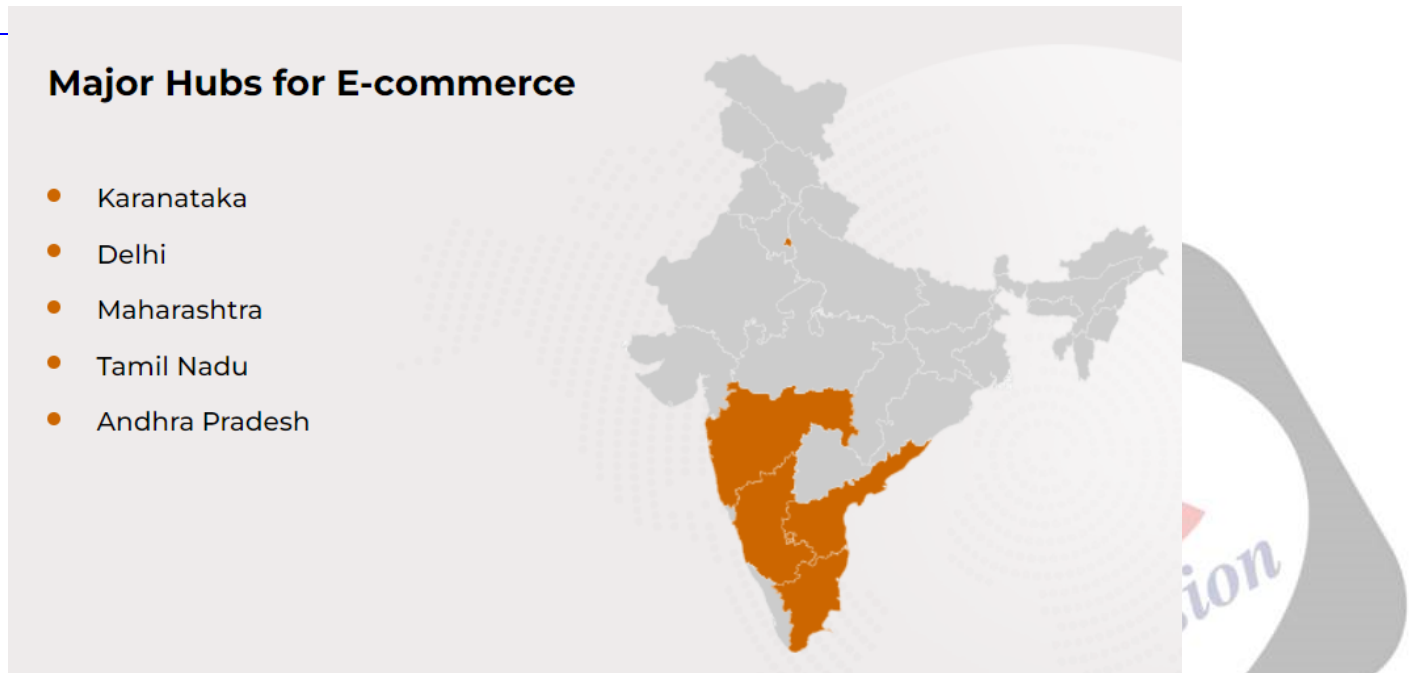 Major Hubs for E-commerce
Karanataka
Delhi
Maharashtra
Tamil Nadu
Andhra Pradesh